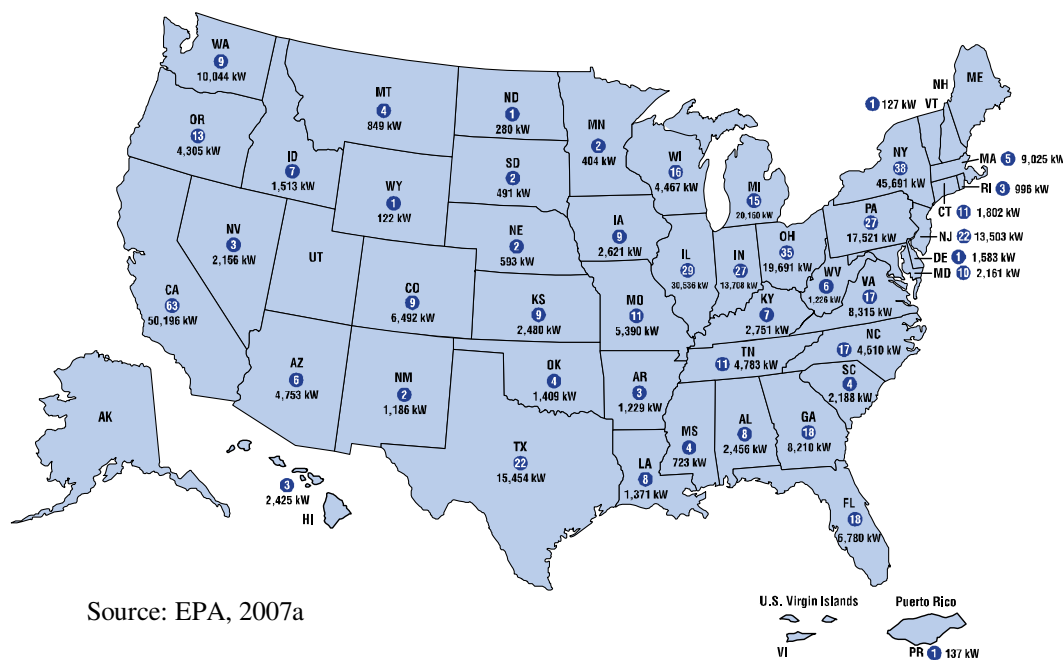 WA
9
10,044 kW
MT
4
849 kW
ND
1
280 kW
MN
2
404 kW
NH
VT
ME
1 127 kW
OR
13
4,305 kW
ID
7
1,513 kW
WY
1
122 kW
SD
2
491 kW
WI
16
4,467 kW
MI
15
20,160 kW
NY
38
45,691 kW
MA 5 9,025 kW
RI 3 996 kW
CT 11 1,802 kW
NJ 22 13,503 kW
DE 1 1,583 kW
MD 10 2,161 kW
NV
3
2,156 kW
UT
NE
2
593 kW
IA
9
2,621 kW
IL
29
30,536 kW
IN
27
13,708 kW
OH
35
19,691 kW
PA
27
17,521 kW
WV
6
1,226 kW
VA
17
8,315 kW
CA
63
50,196 kW
CO
9
6,492 kW
KS
9
2,480 kW
MO
11
5,390 kW
KY
7
2,751 kW
NC
17 4,510 kW
TN
11 4,783 kW
SC
4
2,188 kW
AZ
6
4,753 kW
NM
2
1,186 kW
OK
4
1,409 kW
AR
3
1,229 kW
MS
4
723 kW
AL
8
2,456 kW
GA
18
8,210 kW
AK
TX
22
15,454 kW
LA
8
1,371 kW
FL
18
6,780 kW
3
2,425 kW
HI
Source: EPA, 2007a
U.S. Virgin Islands
VI
Puerto Rico
PR 1 137 kW